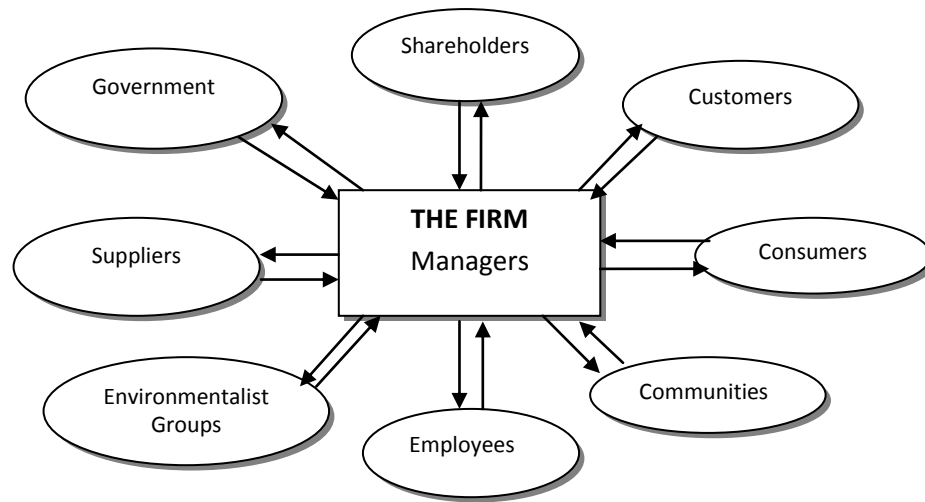 Shareholders
Government
Customers
THE FIRM
Managers
Suppliers
Consumers
Environmentalist
Groups
Communities
Employees